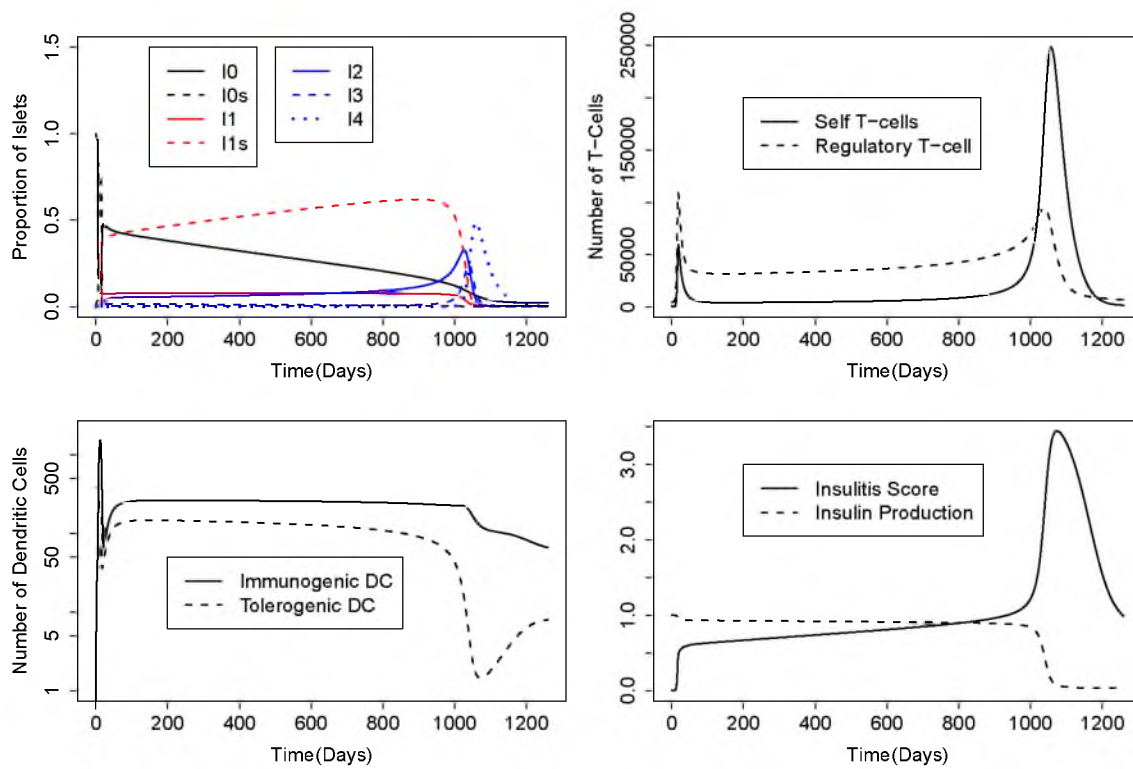 Proportion of Islets
0.0 0.5 1.0 1.5
I0
I0s
I1
I1s
I2
I3
I4
0 200 400 600 800 1000 1200
Time(Days)
Number of T-Cells
0 50000 150000 250000
Self T-cells
Regulatory T-cell
0 200 400 600 800 1000 1200
Time(Days)
Number of Dendritic Cells
1 5 50 500
Immunogenic DC
Tolerogenic DC
0 200 400 600 800 1000 1200
Time(Days)
0.0 1.0 2.0 3.0
Insulitis Score
Insulin Production
0 200 400 600 800 1000 1200
Time(Days)